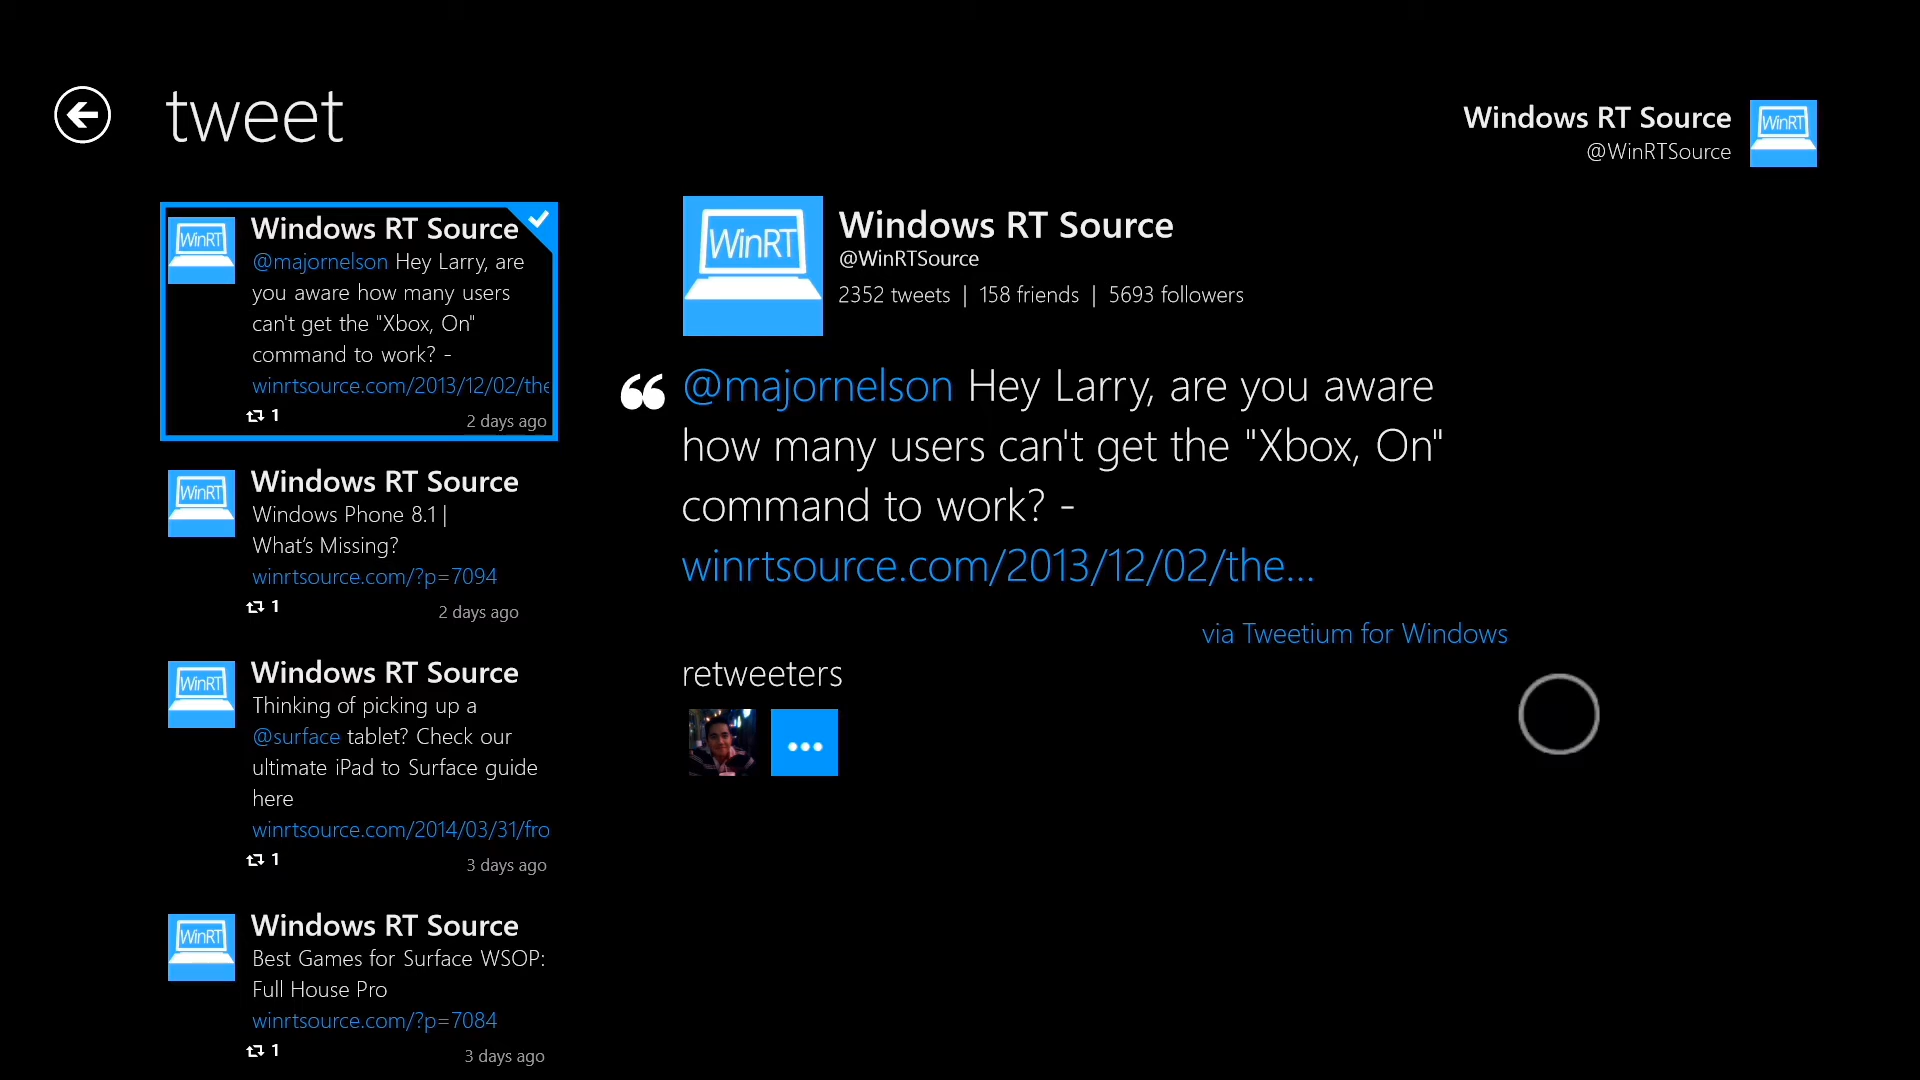 tweet
Windows RT Source
@WinRTSource
WinRT
WinRT
Windows RT Source
@majornelson Hey Larry, are
you aware how many users
can't get the "Xbox, On"
command to work? -
winrtsource.com/2013/12/02/the
1
2 days ago
WinRT
Windows RT Source
Windows Phone 8.1 |
What's Missing?
winrtsource.com/?p=7094
1
2 days ago
WinRT
Windows RT Source
Thinking of picking up a
@surface tablet? Check our
ultimate iPad to Surface guide
here
winrtsource.com/2014/03/31/fro
1
3 days ago
WinRT
Windows RT Source
Best Games for Surface WSOP:
Full House Pro
winrtsource.com/?p=7084
1
3 days ago
WinRT
Windows RT Source
@WinRTSource
2352 tweets | 158 friends | 5693 followers
@majornelson Hey Larry, are you aware
how many users can't get the "Xbox, On"
command to work? -
winrtsource.com/2013/12/02/the...
via Tweetium for Windows
retweeters